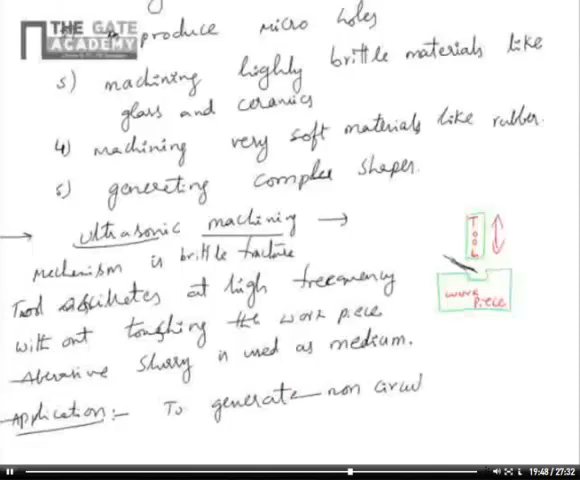 THE GATE
ACADEMY
produce micro holes
3) machining highly brittle materials like
glass and ceramics
4) machining very soft materials like rubber.
generating complex shapes.
→ Ultrasonic machining →
Mechanism is brittle fracture
Tool oscillates at high frequency
with out touching the work piece
Aberasive slurry is used as medium.
Application:- To generate non circul
TOOL
WORK
PIECE
19:48 / 27:32